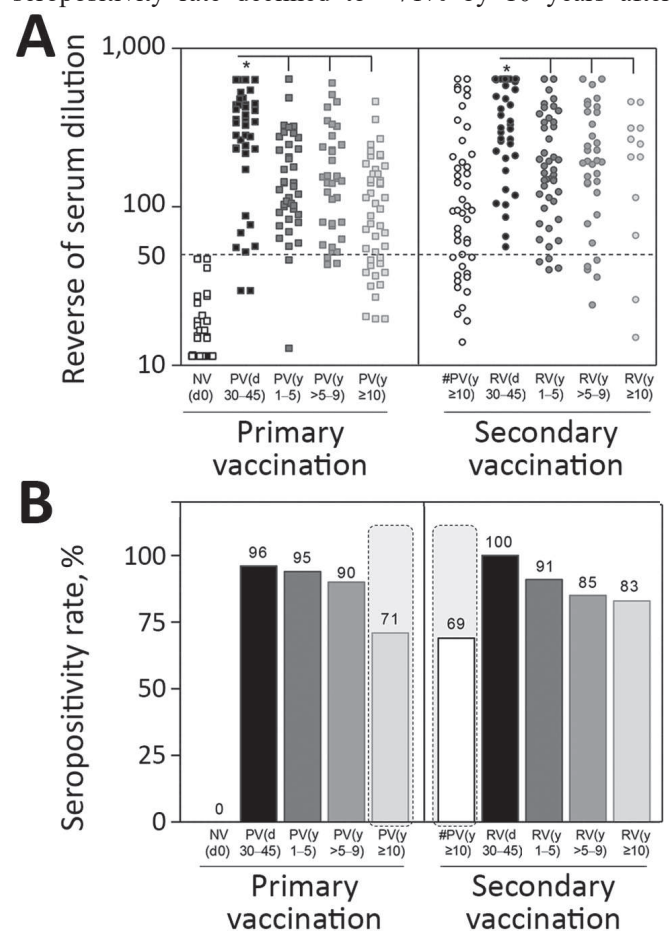 seropositivity rate declined to ≈71% by 10 years after
A
1,000
100
50
10
Reverse of serum dilution
*
*
NV (d0)
PV(d 30–45)
PV(y 1–5)
PV(y >5–9)
PV(y ≥10)
#PV(y ≥10)
RV(d 30–45)
RV(y 1–5)
RV(y >5–9)
RV(y ≥10)
Primary vaccination
Secondary vaccination
B
100
75
50
25
0
Seropositivity rate, %
0
96
95
90
71
69
100
91
85
83
NV (d0)
PV(d 30–45)
PV(y 1–5)
PV(y >5–9)
PV(y ≥10)
#PV(y ≥10)
RV(d 30–45)
RV(y 1–5)
RV(y >5–9)
RV(y ≥10)
Primary vaccination
Secondary vaccination